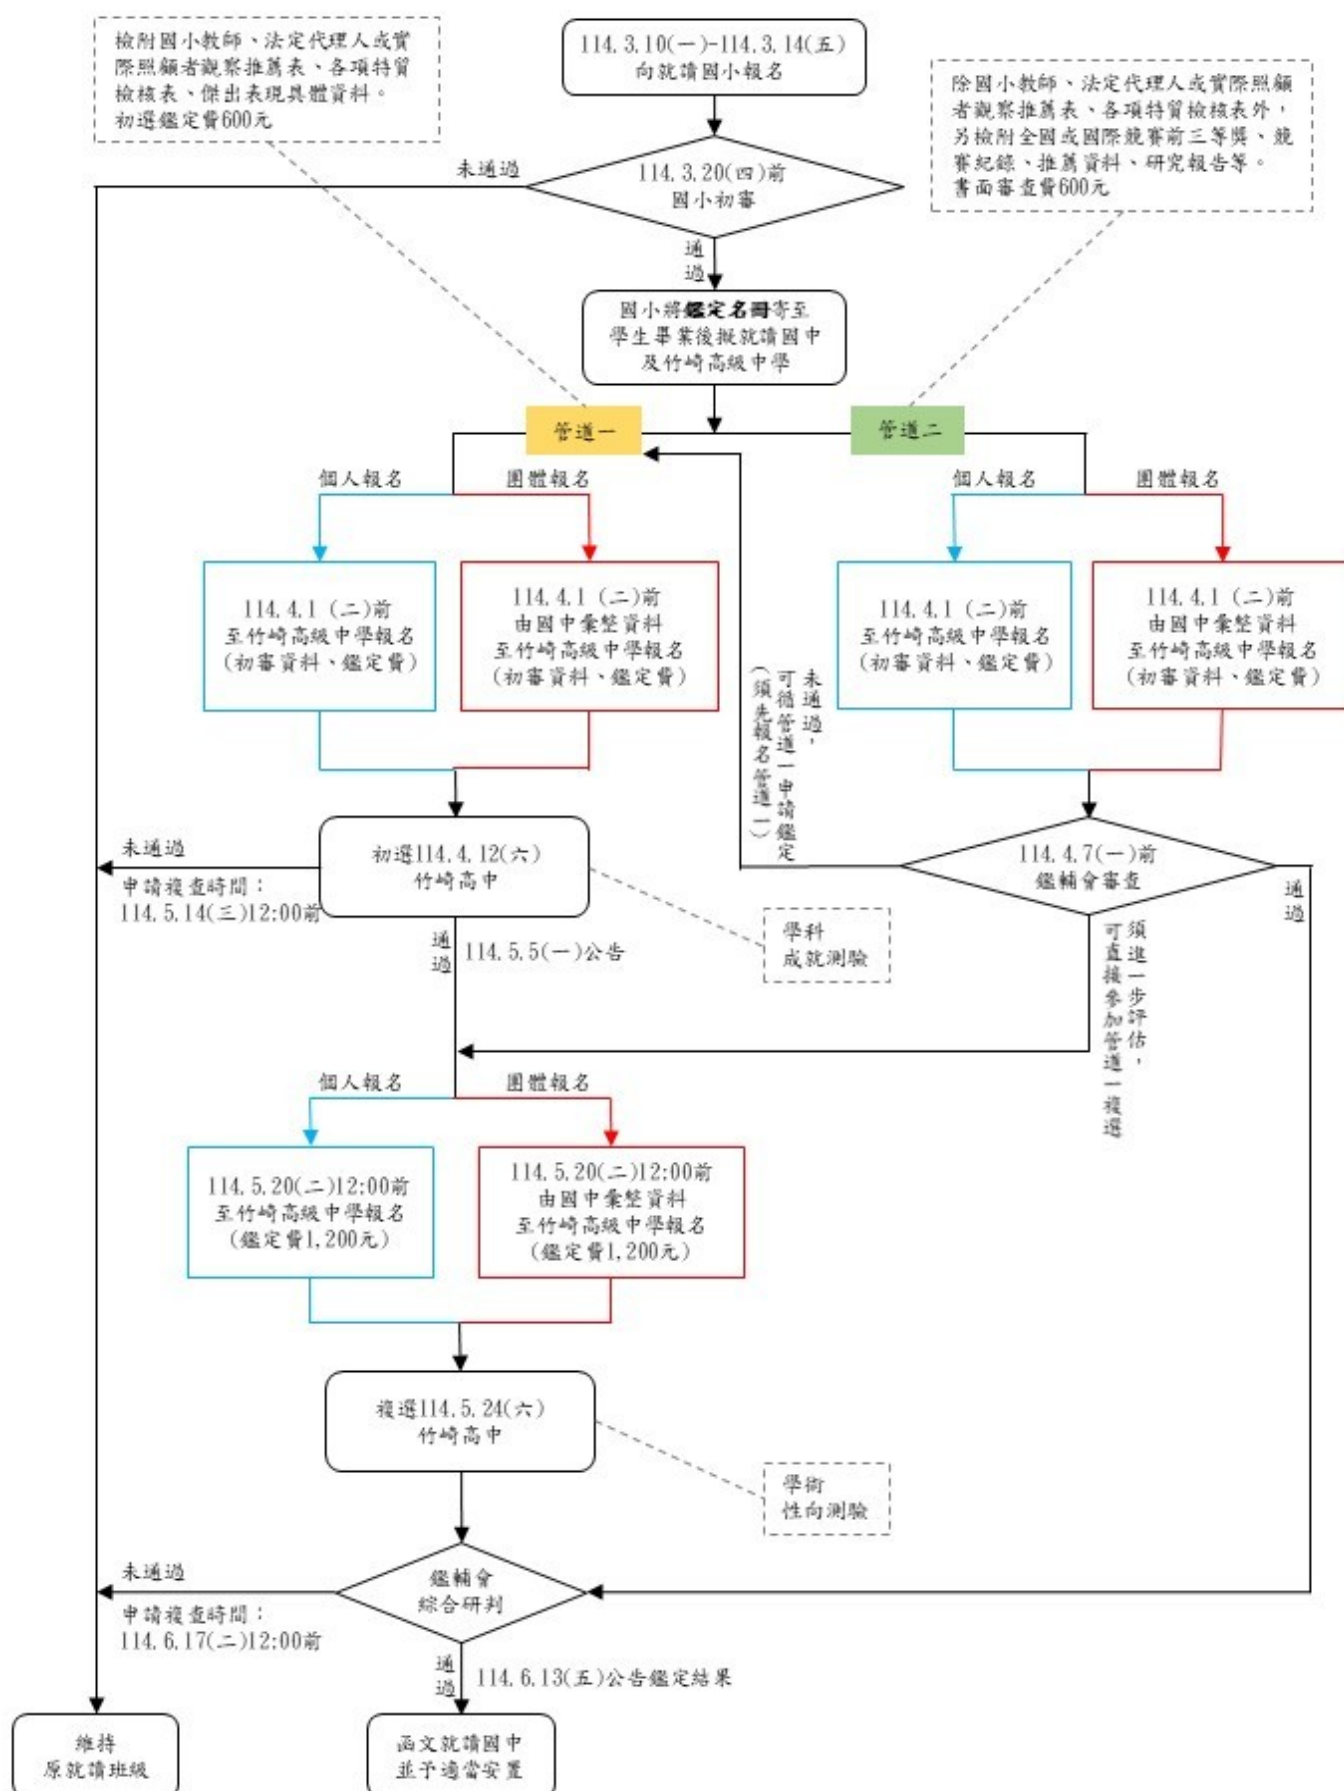 檢附國小教師、法定代理人或實
際照顧者觀察推薦表、各項特質
檢核表、傑出表現具體資料。
初選鑑定費600元
114.3.10(一)-114.3.14(五)
向就讀國小報名
除國小教師、法定代理人或實際照顧
者觀察推薦表、各項特質檢核表外，
另檢附全國或國際競賽前三等獎、競
賽紀錄、推薦資料、研究報告等。
書面審查費600元
未通過
114.3.20(四)前
國小初審
通過
國小將鑑定名冊寄至
學生畢業後擬就讀國中
及竹崎高級中學
管道一
管道二
個人報名
團體報名
個人報名
團體報名
114.4.1 (二)前
至竹崎高級中學報名
(初審資料、鑑定費)
114.4.1 (二)前
由國中彙整資料
至竹崎高級中學報名
(初審資料、鑑定費)
未通過，
可循管道一申請鑑定
(須先報名管道一)
114.4.1 (二)前
至竹崎高級中學報名
(初審資料、鑑定費)
114.4.1 (二)前
由國中彙整資料
至竹崎高級中學報名
(初審資料、鑑定費)
未通過
申請複查時間：
114.5.14(三)12:00前
初選114.4.12(六)
竹崎高中
114.4.7(一)前
鑑輔會審查
通過
學科
成就測驗
通過
114.5.5(一)公告
須進一步評估，
可直接參加管道一複選
個人報名
團體報名
114.5.20(二)12:00前
至竹崎高級中學報名
(鑑定費1,200元)
114.5.20(二)12:00前
由國中彙整資料
至竹崎高級中學報名
(鑑定費1,200元)
複選114.5.24(六)
竹崎高中
學術
性向測驗
未通過
申請複查時間：
114.6.17(二)12:00前
鑑輔會
綜合研判
通過
114.6.13(五)公告鑑定結果
維持
原就讀班級
函文就讀國中
並予適當安置